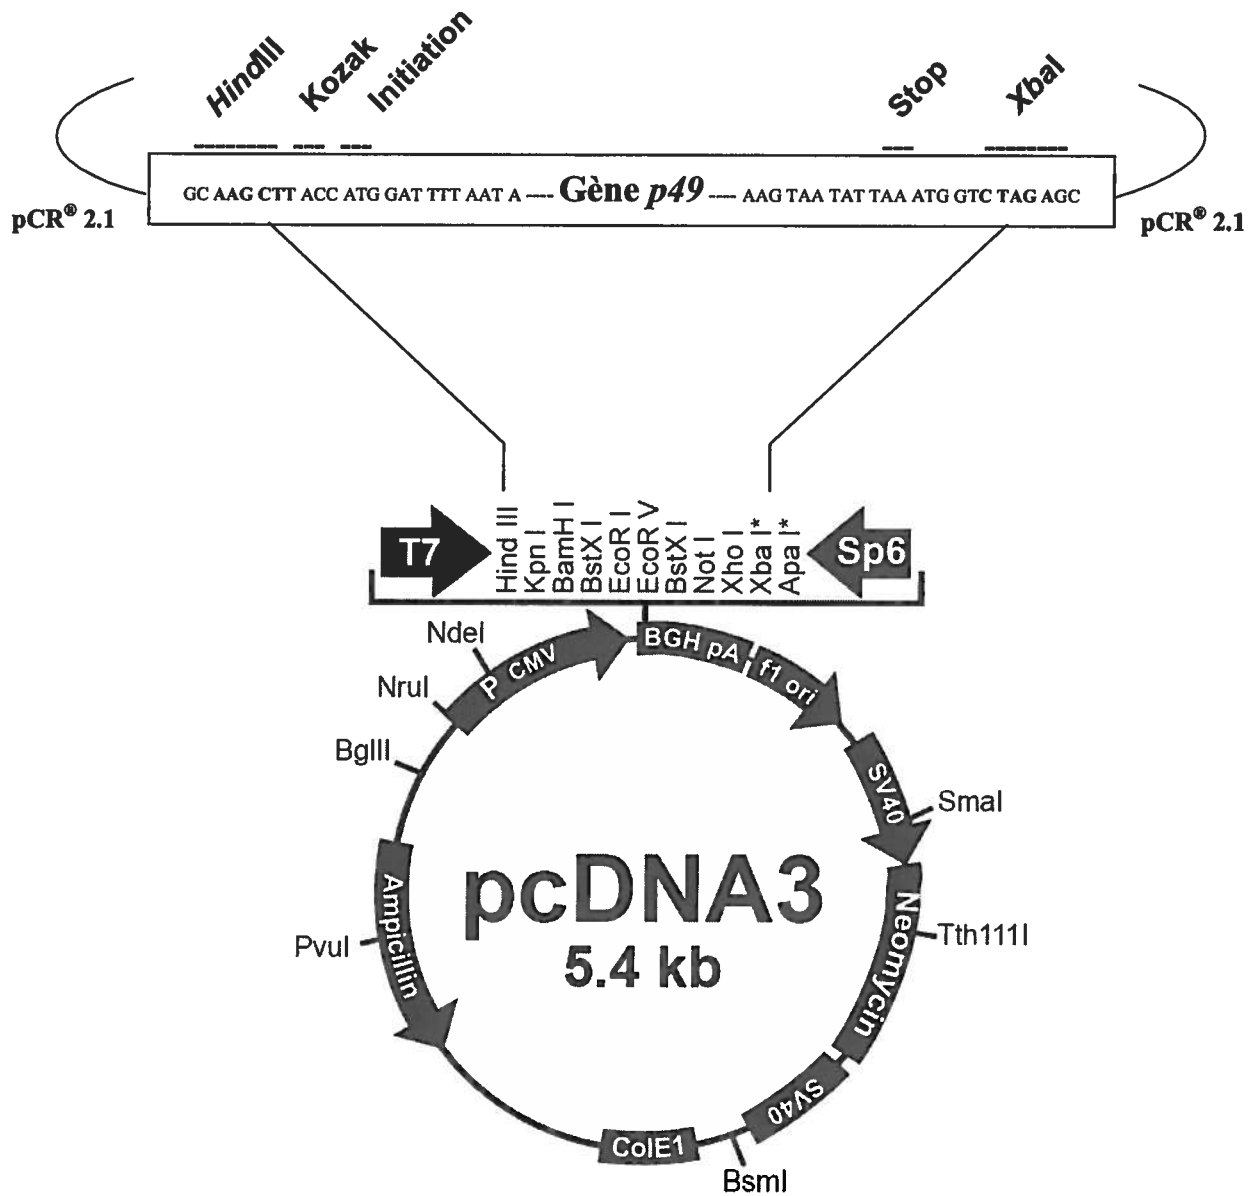 HindIII
Kozak
Initiation
Stop
XbaI
GC AAG CTT ACC ATG GAT TTT AAT A ---- Gène p49 ---- AAG TAA TAT TAA ATG GTC TAG AGC
pCR® 2.1
pCR® 2.1
T7
Hind III
Kpn I
BamH I
BstX I
EcoR I
EcoR V
BstX I
Not I
Xho I
Xba I*
Apa I*
Sp6
NdeI
P CMV
BGH pA
f1 ori
NruI
BglII
SV40
SmaI
pcDNA3
5.4 kb
Ampicillin
Neomycin
PvuI
Tth111I
SV40
ColE1
BsmI